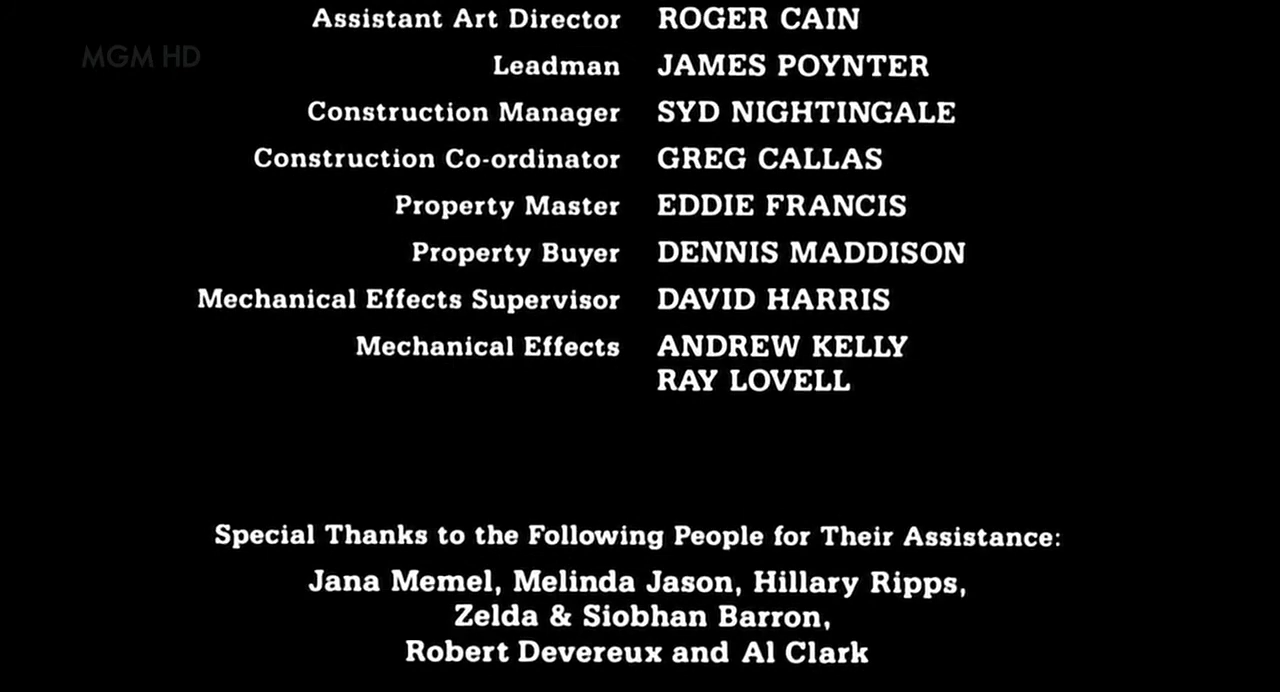 Assistant Art Director ROGER CAIN
MGM HD
Leadman JAMES POYNTER
Construction Manager SYD NIGHTINGALE
Construction Co-ordinator GREG CALLAS
Property Master EDDIE FRANCIS
Property Buyer DENNIS MADDISON
Mechanical Effects Supervisor DAVID HARRIS
Mechanical Effects ANDREW KELLY
RAY LOVELL
Special Thanks to the Following People for Their Assistance:
Jana Memel, Melinda Jason, Hillary Ripps,
Zelda & Siobhan Barron,
Robert Devereux and Al Clark